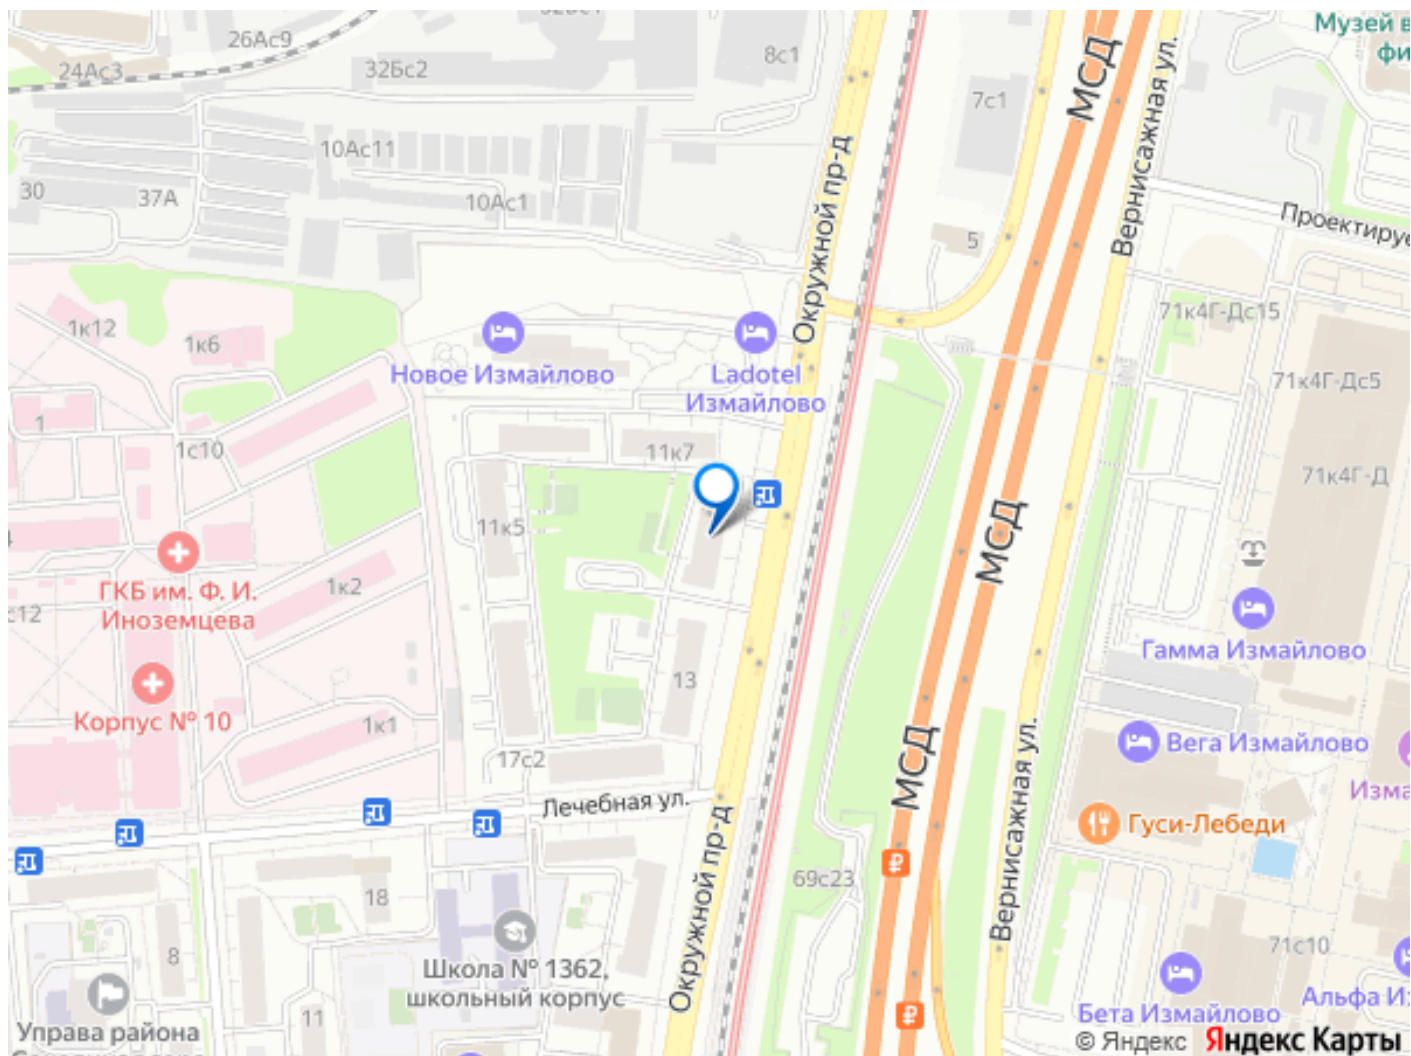 Музей в
фи
26Ас9
24Ас3
32Бс2
8с1
7с1
МСД
Вернисажная ул.
10Ас11
Окружной пр-д
30
37А
10Ас1
5
Проектируе
1к12
1к6
71к4Г-Дс15
Новое Измайлово
Ladotel
Измайлово
71к4Г-Дс5
1
1с10
11к7
71к4Г-Д
11к5
МСД
ГКБ им. Ф. И.
Иноземцева
1к2
с12
Гамма Измайлово
13
Корпус № 10
1к1
17с2
МСД
Вернисажная ул.
Вега Измайлово
Изма
Лечебная ул.
Гуси-Лебеди
Окружной пр-д
69с23
18
8
Школа № 1362,
школьный корпус
71с10
11
Управа района
Бета Измайлово
Альфа Из
© Яндекс Яндекс Карты